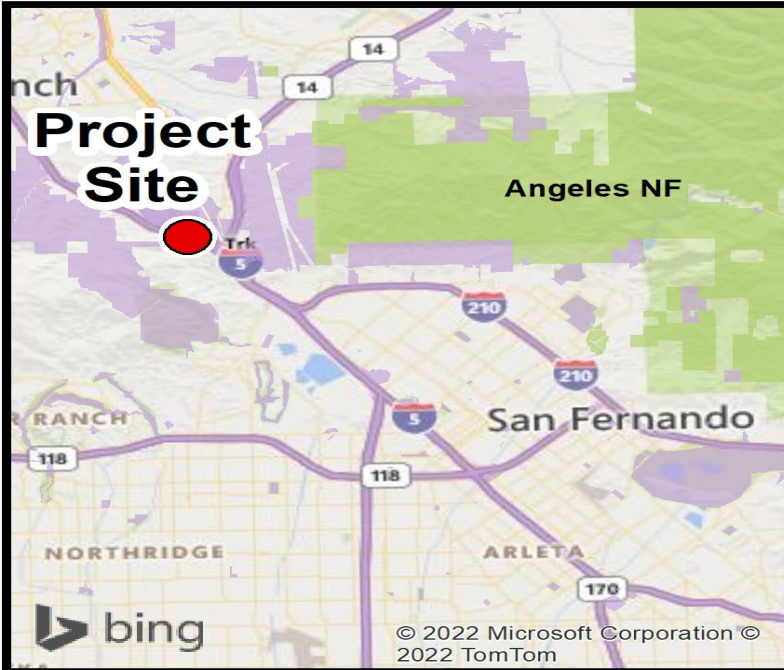 14
14
nch
Project
Site
Angeles NF
Trk
5
210
210
5
San Fernando
R RANCH
118
118
NORTHRIDGE
ARLETA
170
bing
© 2022 Microsoft Corporation ©
2022 TomTom